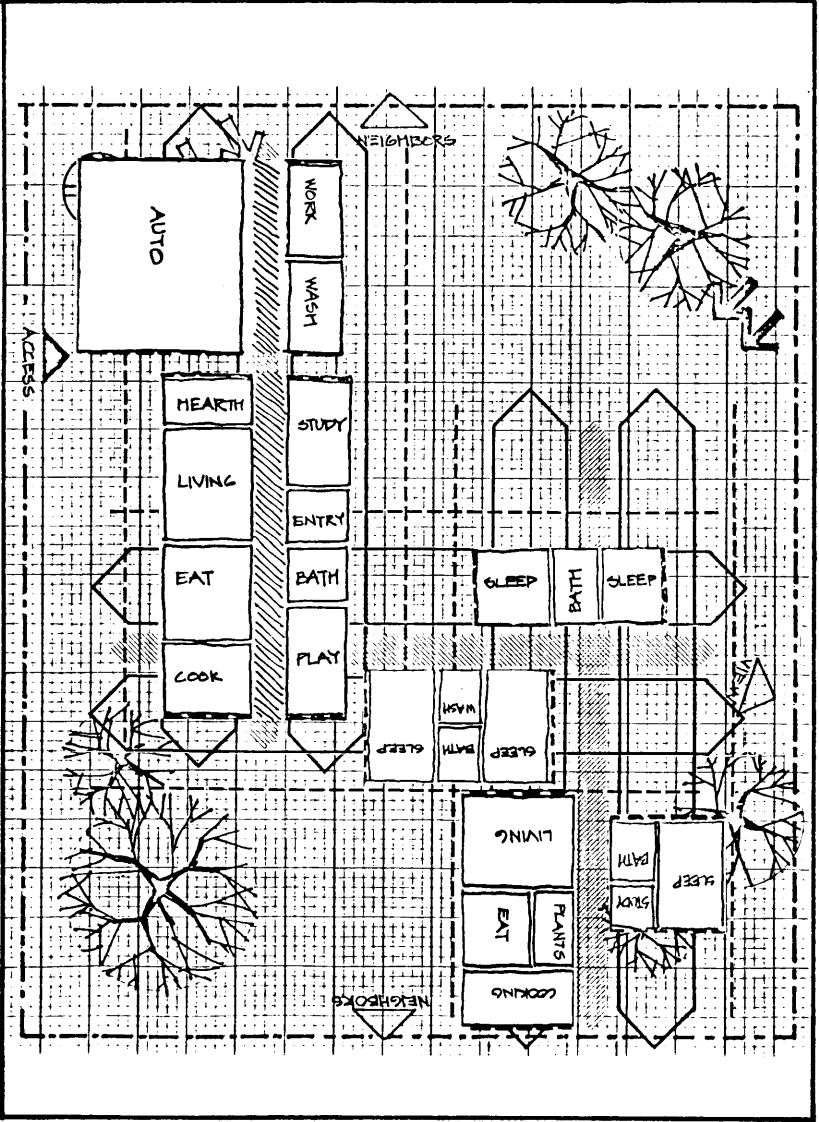 NEIGHBORS
WORK
AUTO
WASH
ACCESS
HEARTH
STUDY
LIVING
ENTRY
EAT
BATH
SLEEP
BATH
SLEEP
PLAY
COOK
VIEW
WASH
SLEEP
BATH
SLEEP
LIVING
BATH
SLEEP
STUDY
EAT
PLANTS
COOKING
NEIGHBORS